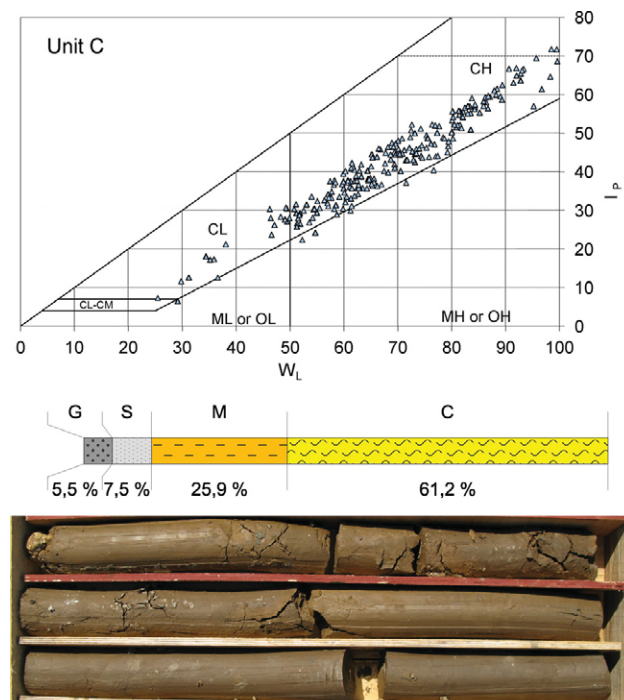 Unit C
80
70
60
50
40
30
20
10
0
I P
CH
CL
CL-CM
ML or OL
MH or OH
0 10 20 30 40 50 60 70 80 90 100
W L
G S M C
5,5 % 7,5 % 25,9 % 61,2 %